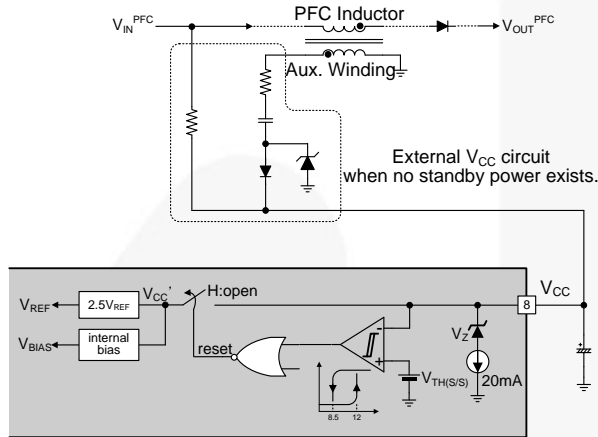 PFC Inductor
V_IN^PFC
V_OUT^PFC
Aux. Winding
External V_CC circuit
when no standby power exists.
V_CC'
H:open
8
V_CC
V_REF
2.5V_REF
V_BIAS
internal
bias
reset
-
+
V_Z
V_TH(S/S)
20mA
8.5
12
+